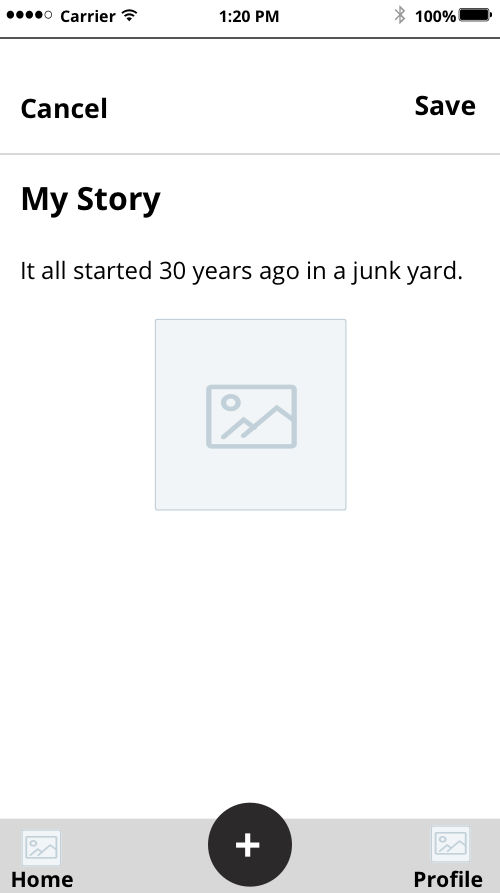 Carrier 1:20 PM 100%
Cancel Save
My Story
It all started 30 years ago in a junk yard.
+
Home Profile